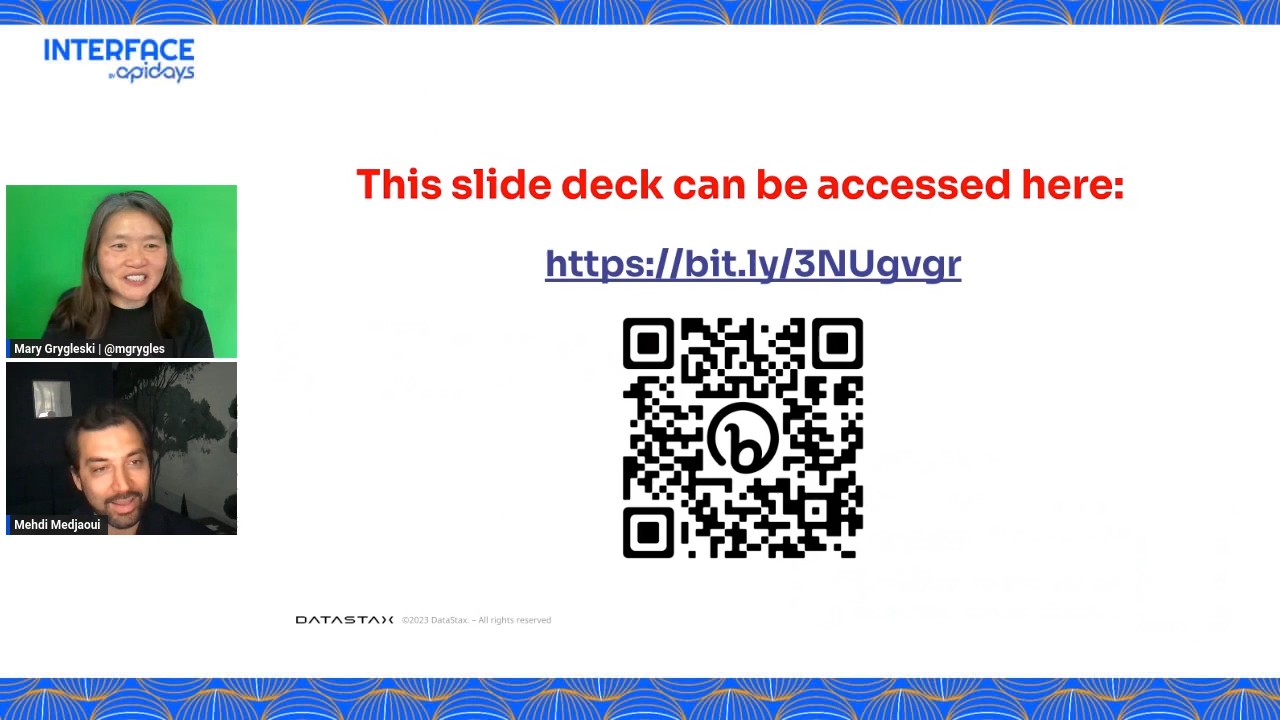 INTERFACE
BY apidays
This slide deck can be accessed here:
https://bit.ly/3NUgvgr
Mary Grygleski | @mgrygles
Mehdi Medjaoui
b
DATASTAX ©2023 DataStax. – All rights reserved